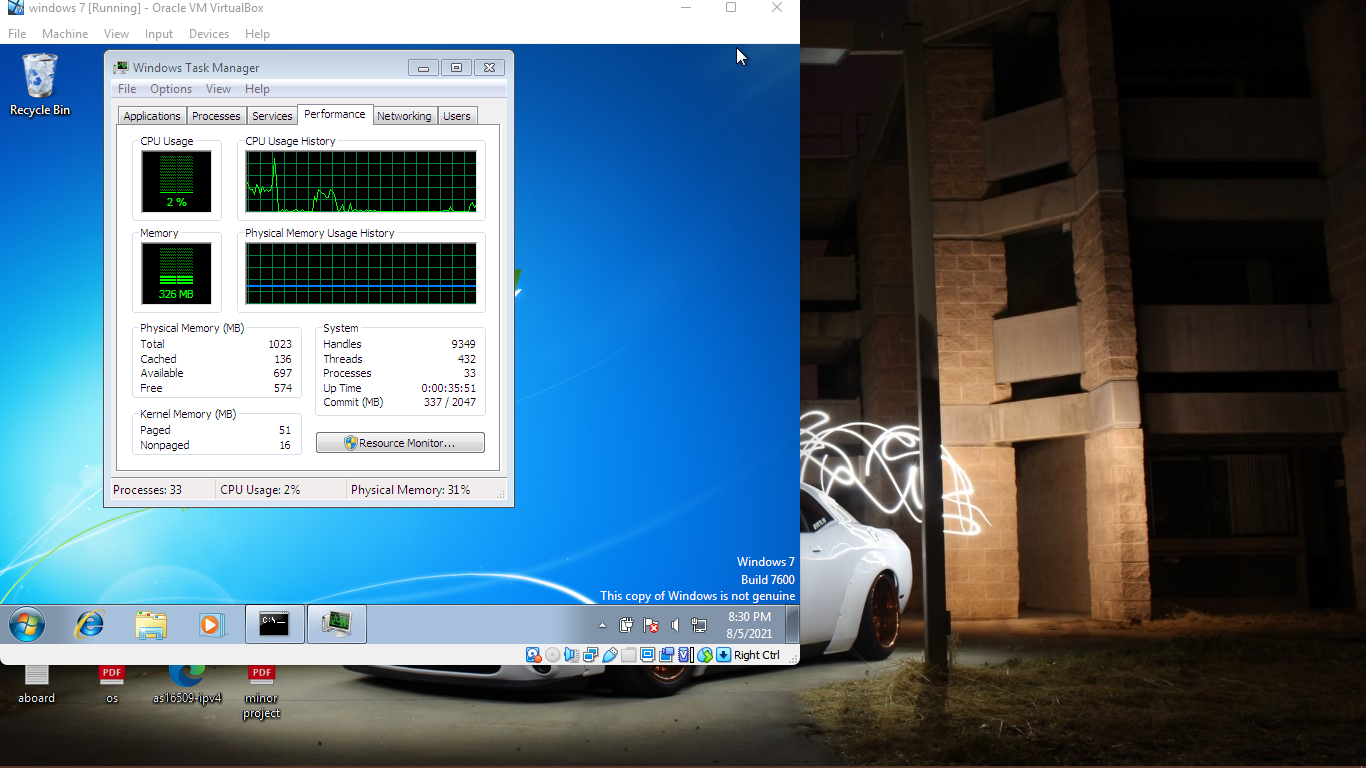 windows 7 [Running] - Oracle VM VirtualBox
File Machine View Input Devices Help
Recycle Bin
Windows Task Manager
File Options View Help
Applications Processes Services Performance Networking Users
CPU Usage CPU Usage History
2 %
Memory Physical Memory Usage History
326 MB
Physical Memory (MB)
Total 1023
Cached 136
Available 697
Free 574
System
Handles 9349
Threads 432
Processes 33
Up Time 0:00:35:51
Commit (MB) 337 / 2047
Kernel Memory (MB)
Paged 51
Nonpaged 16
Resource Monitor...
Processes: 33 CPU Usage: 2% Physical Memory: 31%
Windows 7
Build 7600
This copy of Windows is not genuine
C:\
8:30 PM
8/5/2021
Right Ctrl
PDF PDF
aboard os as16509-ipv4 minor
project